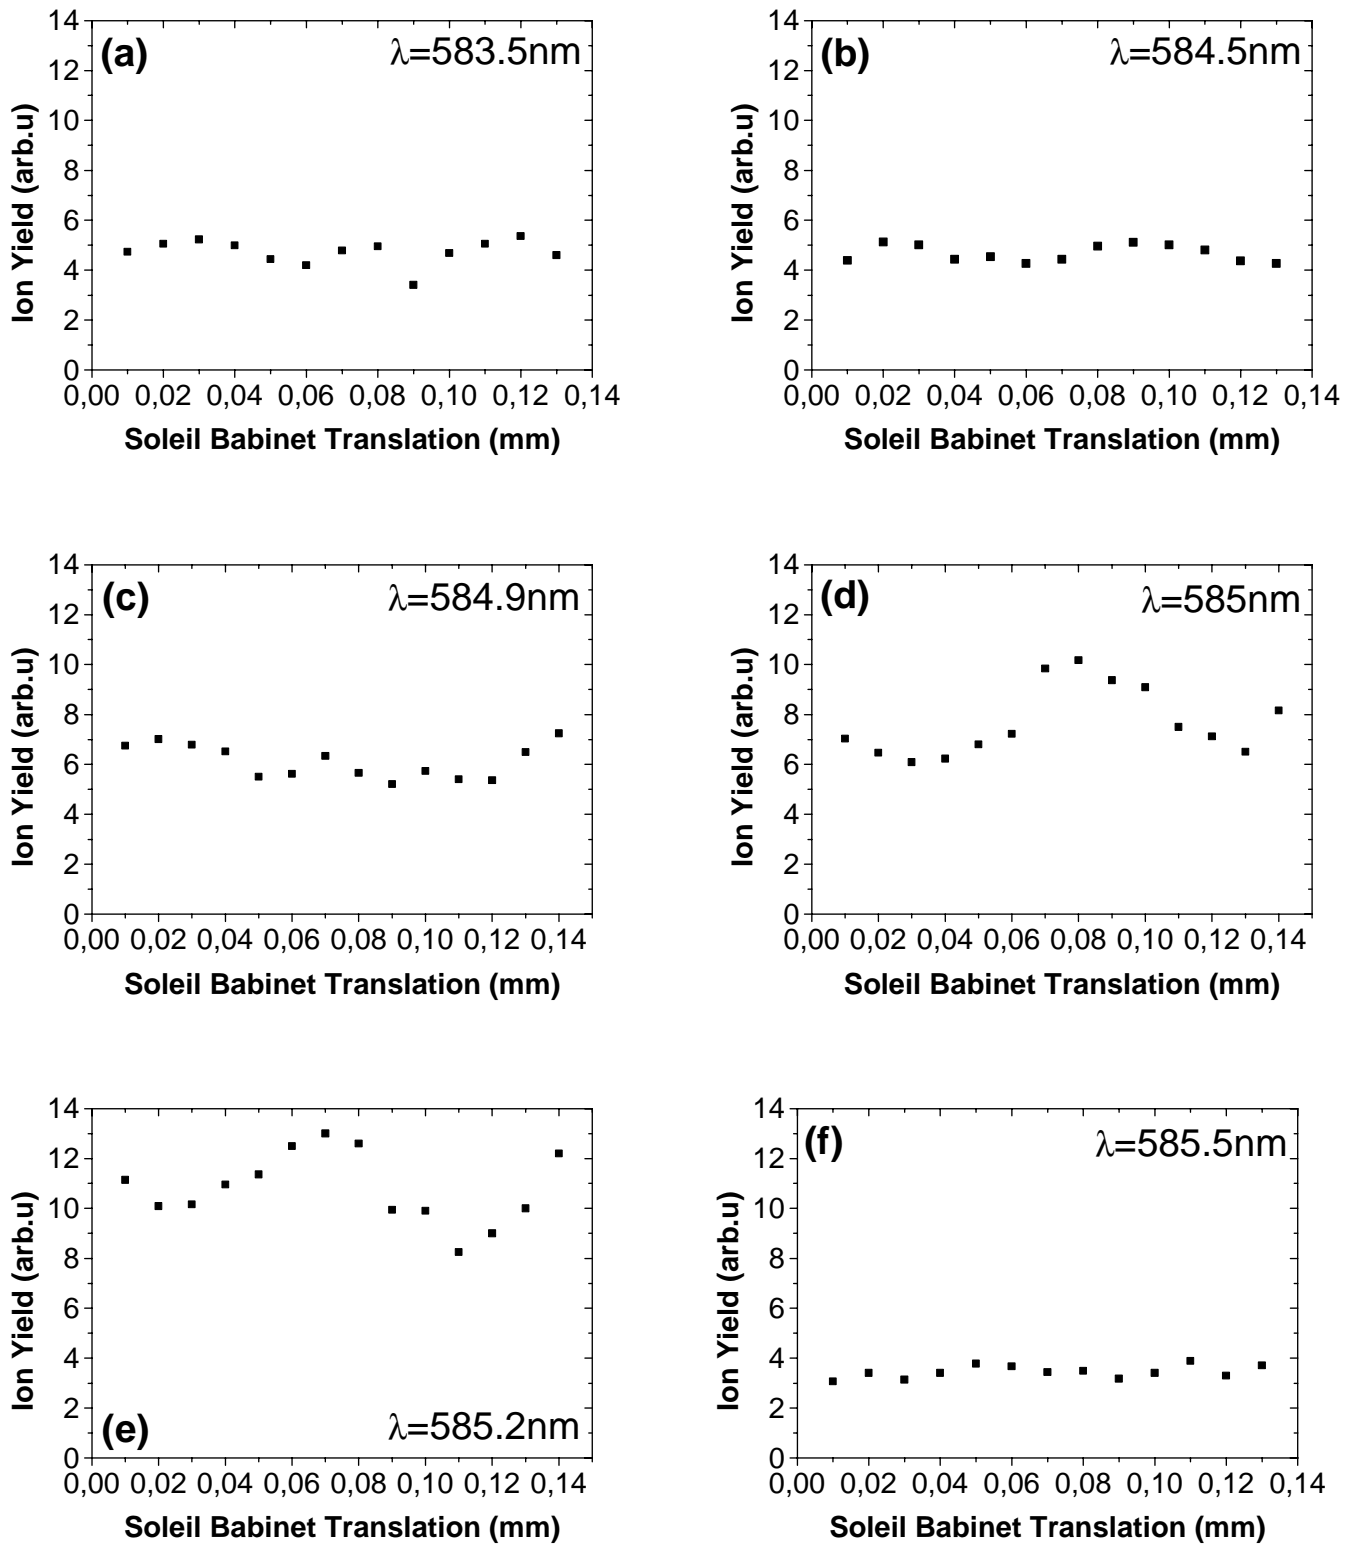 (a) λ=583.5nm
Ion Yield (arb.u)
14
12
10
8
6
4
2
0
0,00 0,02 0,04 0,06 0,08 0,10 0,12 0,14
Soleil Babinet Translation (mm)
(b) λ=584.5nm
Ion Yield (arb.u)
14
12
10
8
6
4
2
0
0,00 0,02 0,04 0,06 0,08 0,10 0,12 0,14
Soleil Babinet Translation (mm)
(c) λ=584.9nm
Ion Yield (arb.u)
14
12
10
8
6
4
2
0
0,00 0,02 0,04 0,06 0,08 0,10 0,12 0,14
Soleil Babinet Translation (mm)
(d) λ=585nm
Ion Yield (arb.u)
14
12
10
8
6
4
2
0
0,00 0,02 0,04 0,06 0,08 0,10 0,12 0,14
Soleil Babinet Translation (mm)
Ion Yield (arb.u)
14
12
10
8
6
4
2
0
(e) λ=585.2nm
0,00 0,02 0,04 0,06 0,08 0,10 0,12 0,14
Soleil Babinet Translation (mm)
(f) λ=585.5nm
Ion Yield (arb.u)
14
12
10
8
6
4
2
0
0,00 0,02 0,04 0,06 0,08 0,10 0,12 0,14
Soleil Babinet Translation (mm)